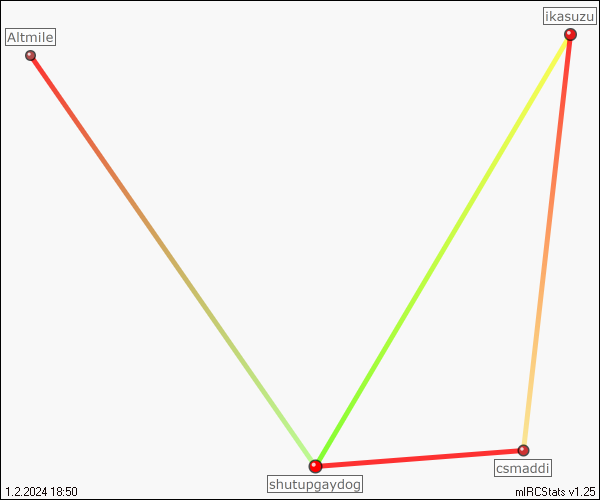 ikasuzu
Altmile
csmaddi
shutupgaydog
1.2.2024 18:50
mIRCStats v1.25